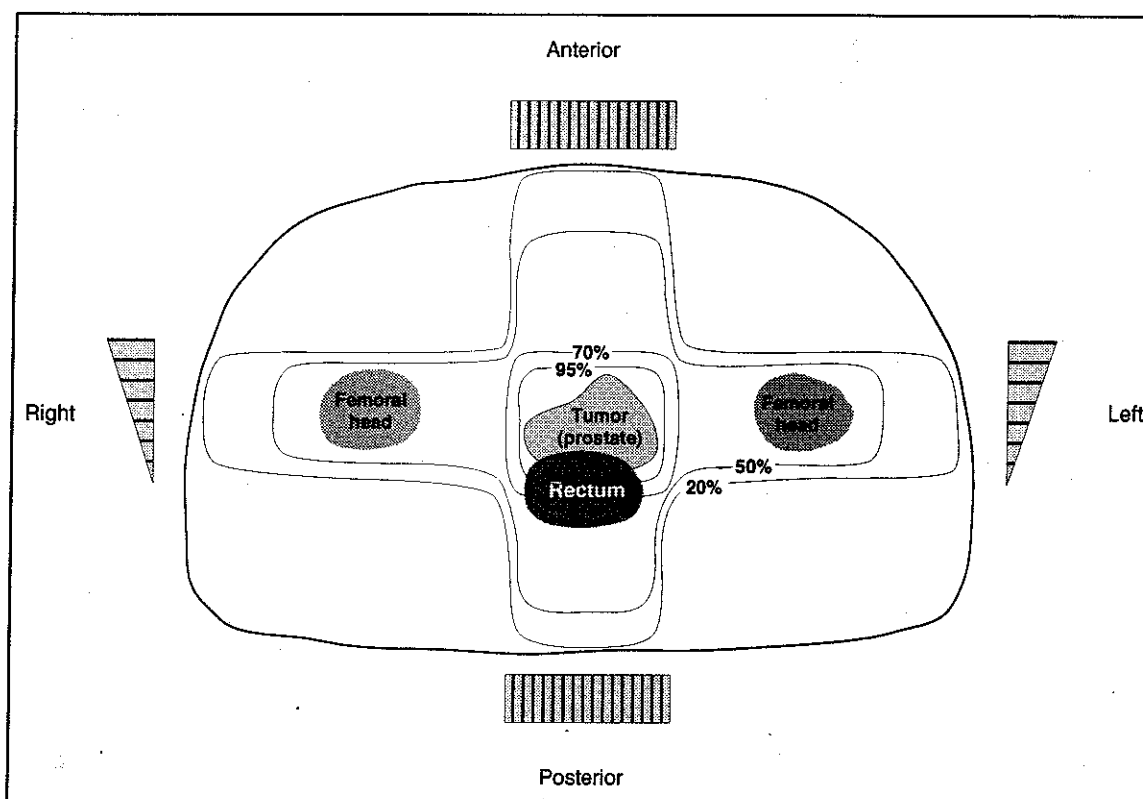 Anterior
70%
95%
Right
Femoral
head
Tumor
(prostate)
Femoral
head
Left
50%
Rectum
20%
Posterior